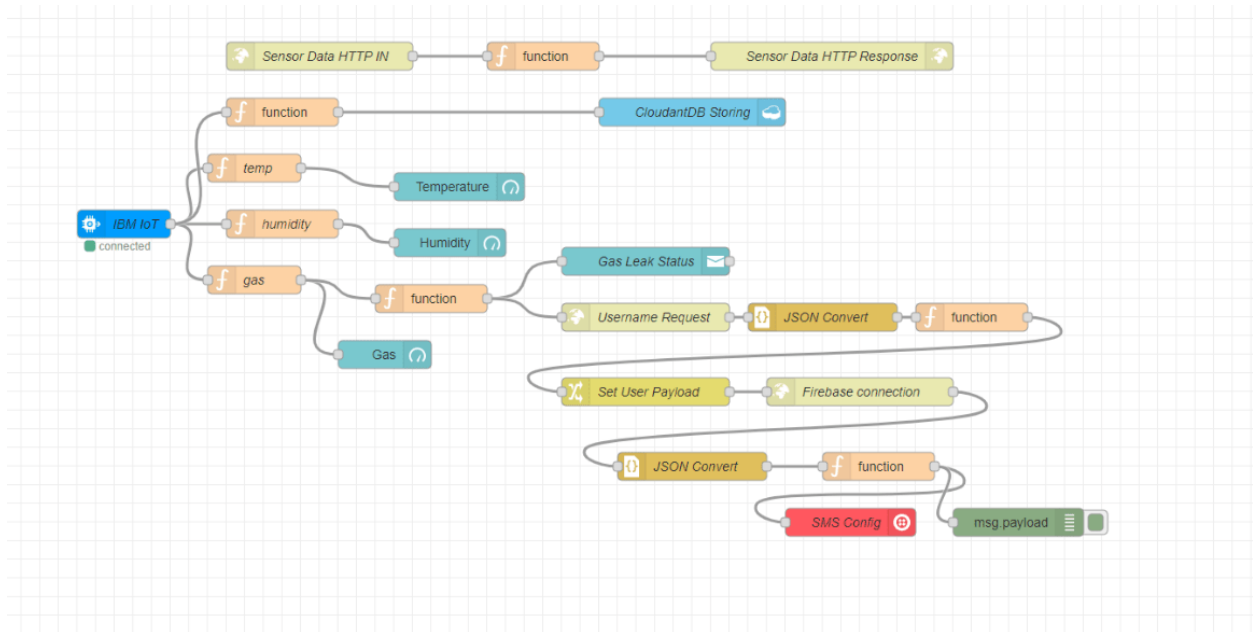 Sensor Data HTTP IN
function
Sensor Data HTTP Response
function
CloudantDB Storing
temp
Temperature
IBM IoT
connected
humidity
Humidity
gas
function
Gas Leak Status
Username Request
JSON Convert
function
Gas
Set User Payload
Firebase connection
JSON Convert
function
SMS Config
msg.payload